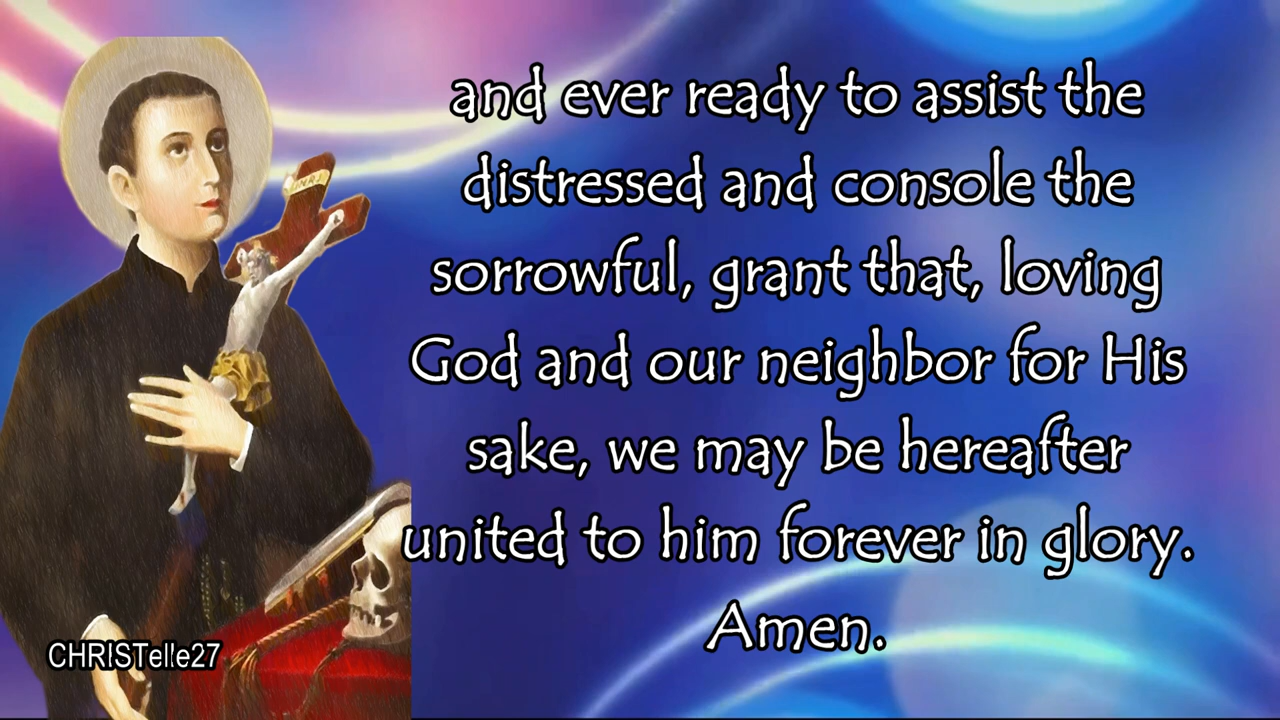 and ever ready to assist the
distressed and console the
sorrowful, grant that, loving
God and our neighbor for His
sake, we may be hereafter
united to him forever in glory.
Amen.
INRI
CHRISTelle27